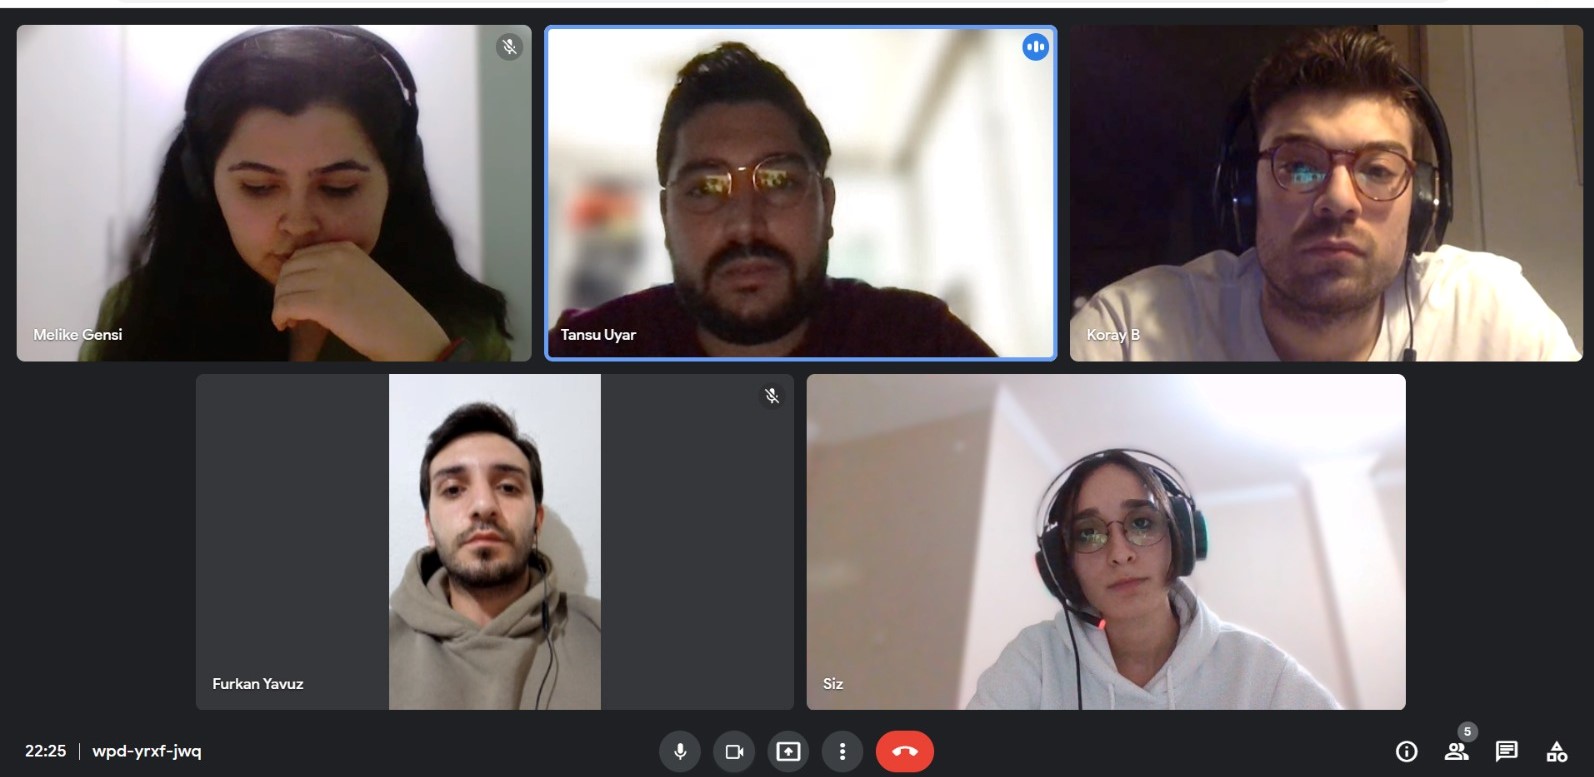 Melike Gensi
Tansu Uyar
Koray B
Furkan Yavuz
Siz
22:25 | wpd-yrxf-jwq
5